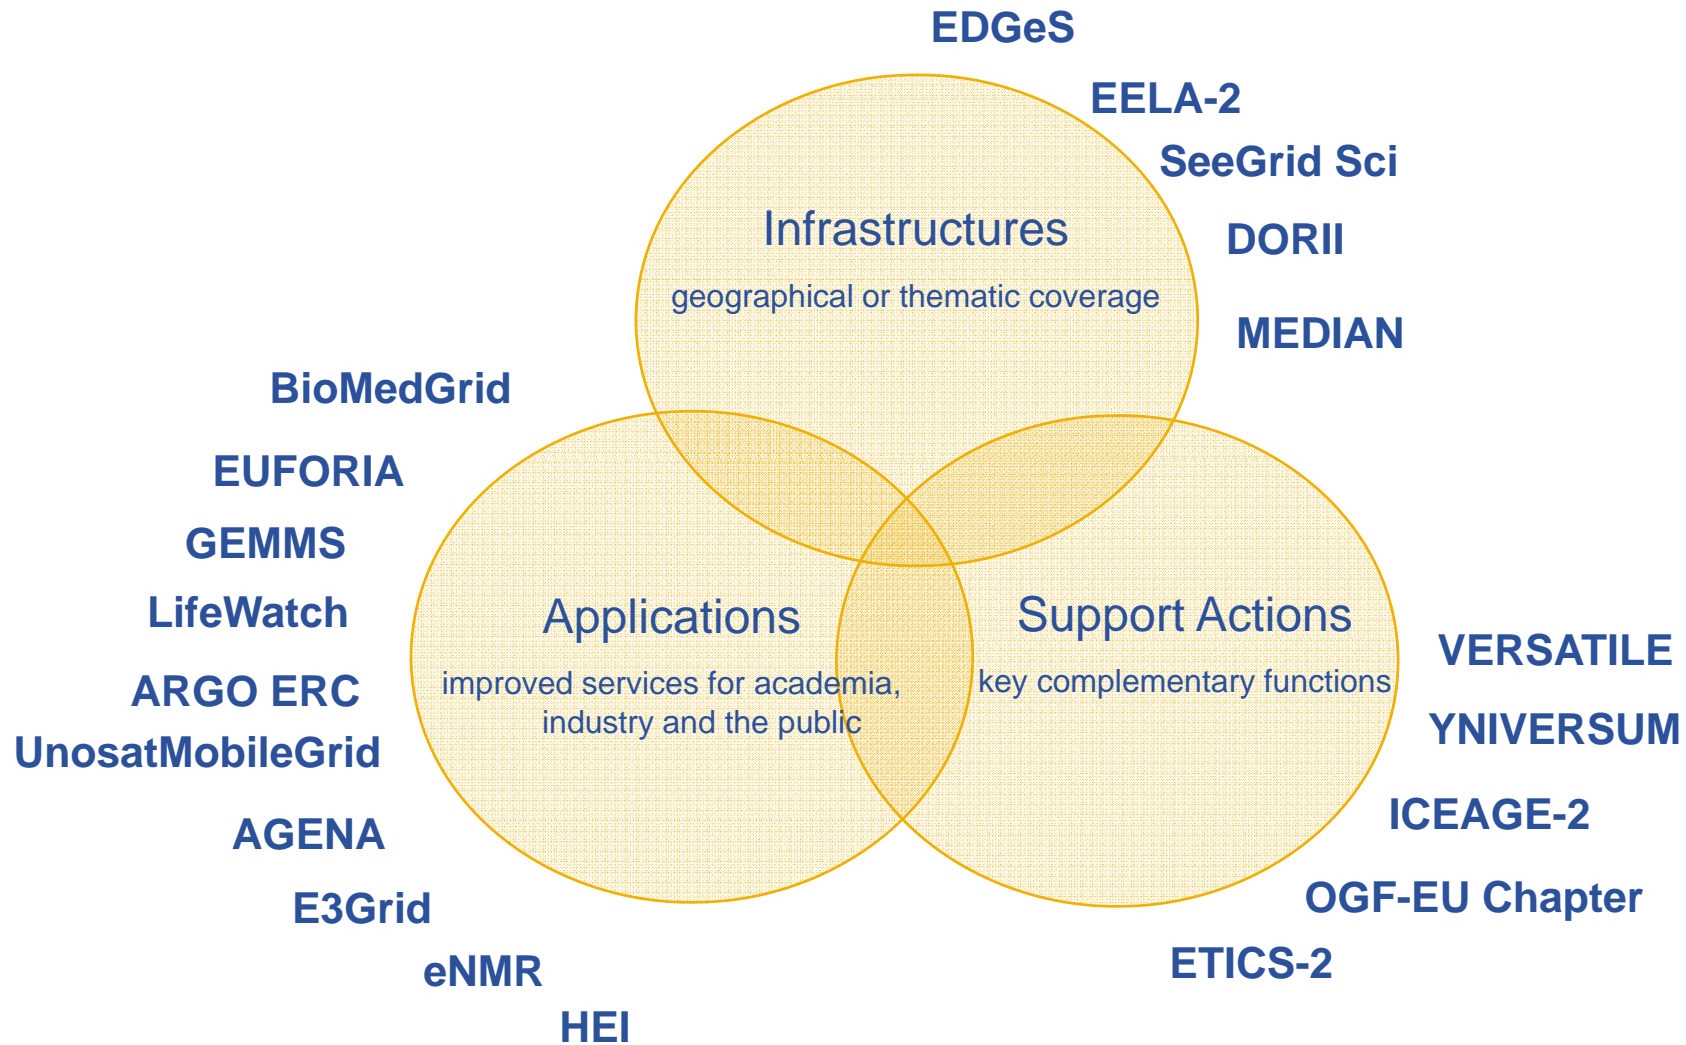 EDGeS
EELA-2
SeeGrid Sci
DORII
MEDIAN
Infrastructures
geographical or thematic coverage
BioMedGrid
EUFORIA
GEMMS
LifeWatch
ARGO ERC
UnosatMobileGrid
AGENA
E3Grid
eNMR
HEI
Applications
improved services for academia,
industry and the public
Support Actions
key complementary functions
VERSATILE
YNIVERSUM
ICEAGE-2
OGF-EU Chapter
ETICS-2